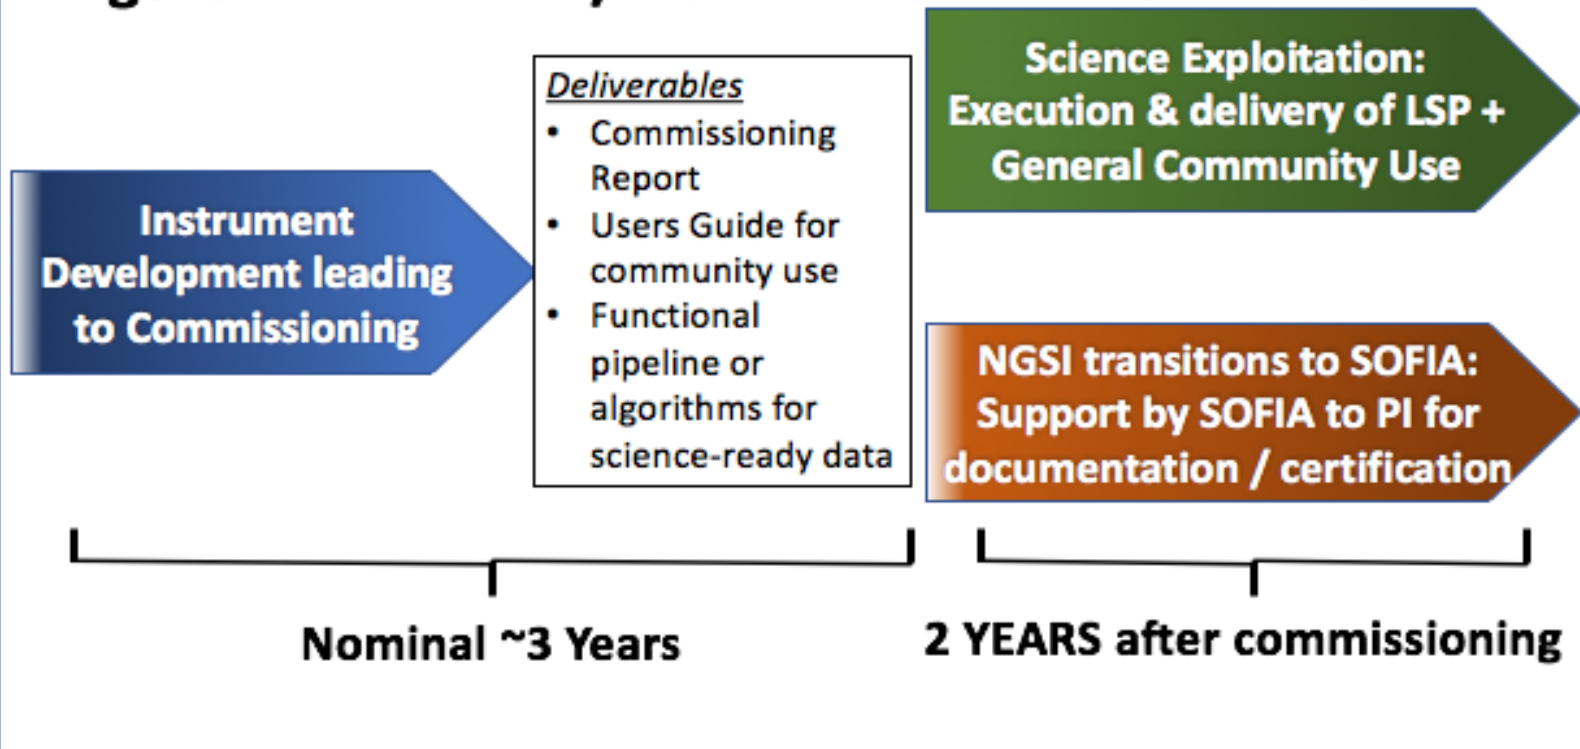 Instrument
Development leading
to Commissioning
Deliverables
• Commissioning
Report
• Users Guide for
community use
• Functional
pipeline or
algorithms for
science-ready data
Science Exploitation:
Execution & delivery of LSP +
General Community Use
NGSI transitions to SOFIA:
Support by SOFIA to PI for
documentation / certification
Nominal ~3 Years
2 YEARS after commissioning